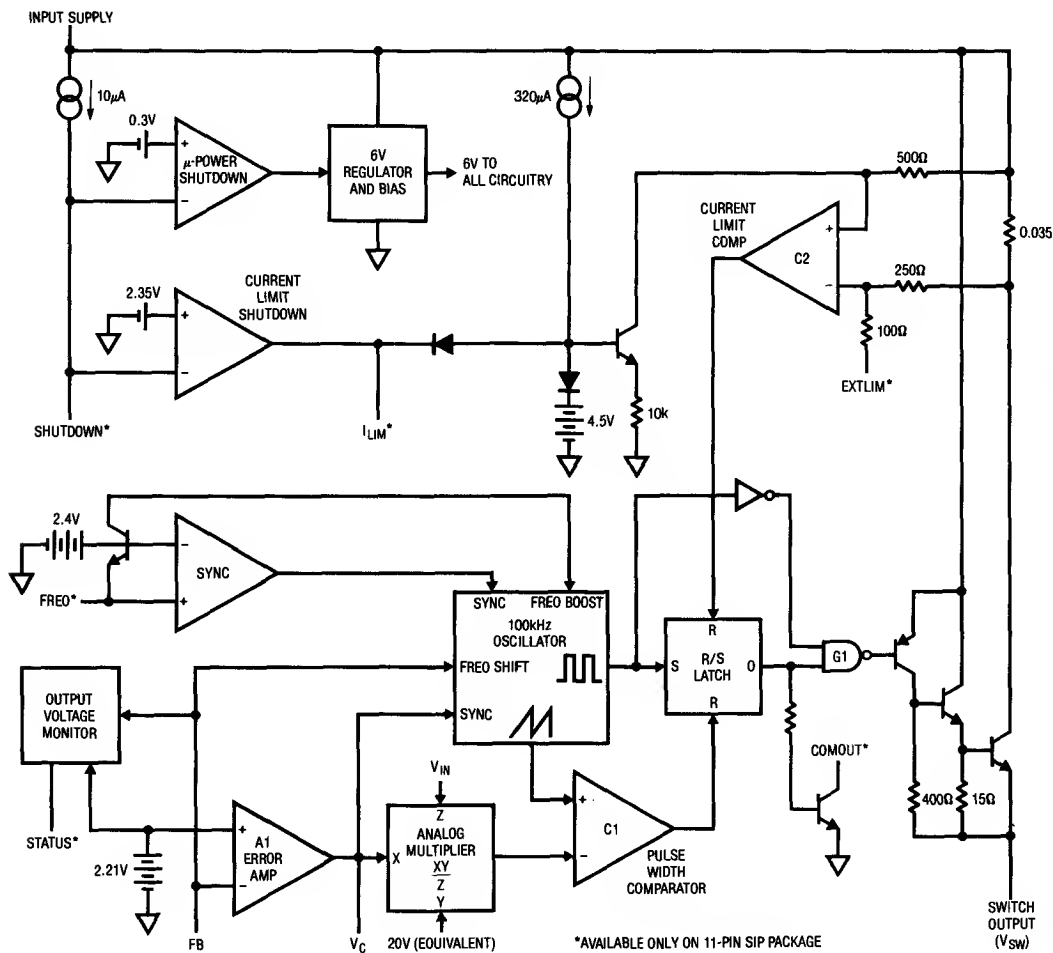 INPUT SUPPLY
10µA
320µA
0.3V
+
µ-POWER
SHUTDOWN
-
6V
REGULATOR
AND BIAS
6V TO
ALL CIRCUITRY
500Ω
CURRENT
LIMIT
COMP
+
C2
-
0.035
250Ω
100Ω
EXTLIM*
2.35V
+
-
CURRENT
LIMIT
SHUTDOWN
SHUTDOWN*
ILIM*
4.5V
10k
2.4V
-
SYNC
+
FREQ*
SYNC
FREQ BOOST
100kHz
OSCILLATOR
FREQ SHIFT
SYNC
R
S
R/S
LATCH
Q
R
G1
OUTPUT
VOLTAGE
MONITOR
STATUS*
2.21V
+
A1
ERROR
AMP
-
FB
VC
VIN
Z
ANALOG
MULTIPLIER
X
XY
Z
Y
20V (EQUIVALENT)
+
C1
-
PULSE
WIDTH
COMPARATOR
COMOUT*
400Ω
15Ω
SWITCH
OUTPUT
(VSW)
*AVAILABLE ONLY ON 11-PIN SIP PACKAGE